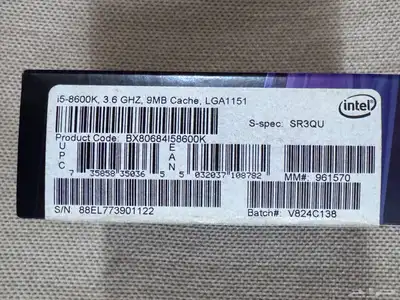 i5-8600K, 3.6 GHZ, 9MB Cache, LGA1151
intel
S-spec: SR3QU
Product Code: BX80684I58600K
UPC
EAN
7 35858 35036 5
5 032037 108782
MM#: 961570
S/N: 88EL773901122
Batch#: V824C138